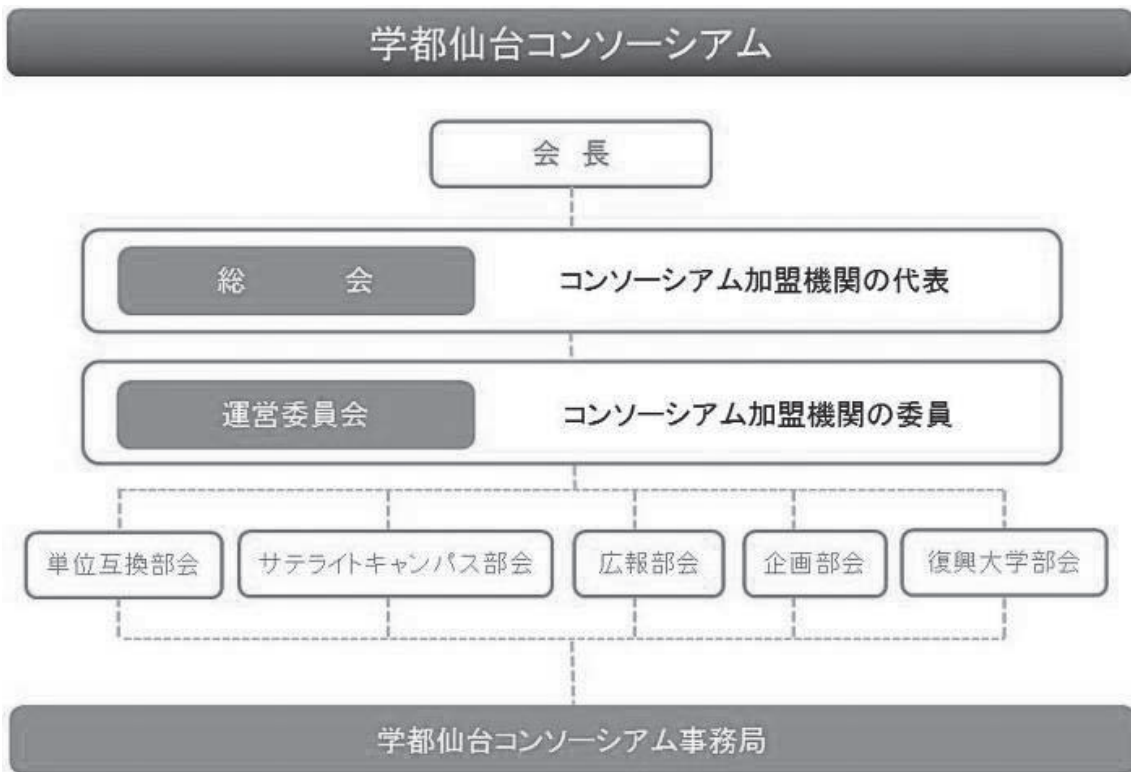 学都仙台コンソーシアム
会 長
総 会 コンソーシアム加盟機関の代表
運営委員会 コンソーシアム加盟機関の委員
単位互換部会 サテライトキャンパス部会 広報部会 企画部会 復興大学部会
学都仙台コンソーシアム事務局